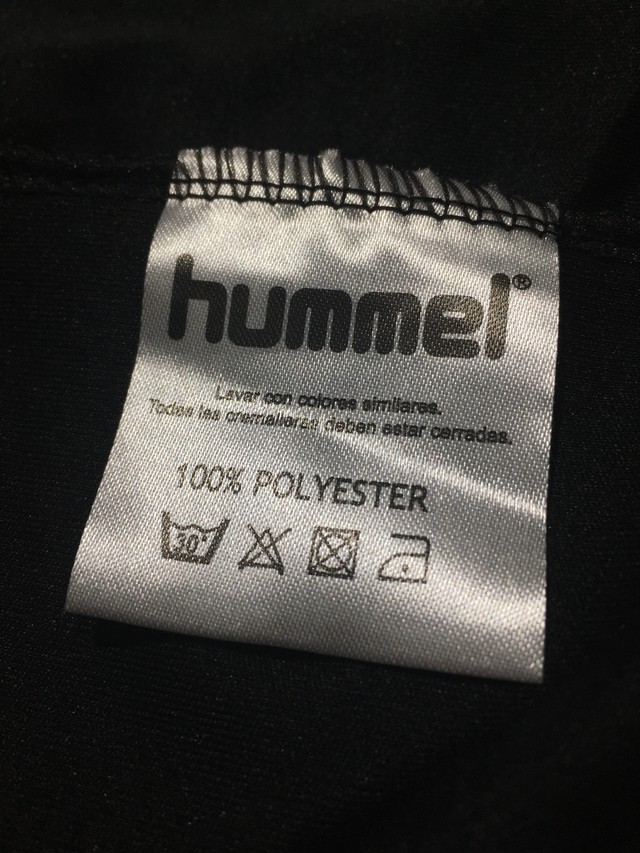 hummel®
Lavar con colores similares.
Todas las cremalleras deben estar cerradas.
100% POLYESTER
30°